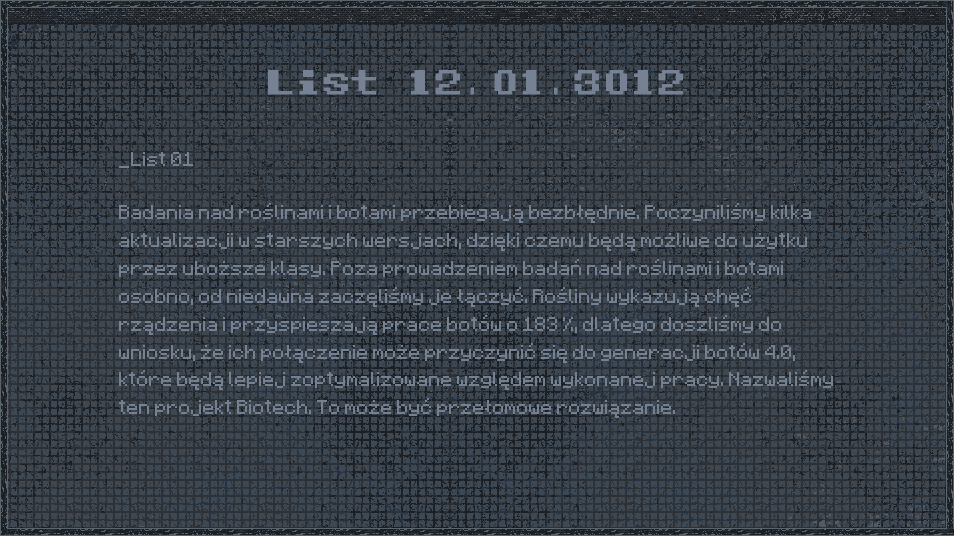 List 12.01.3012
_List 01
Badania nad roślinami i botami przebiegają bezbłędnie. Poczyniliśmy kilka
aktualizacji w starszych wersjach, dzięki czemu będą możliwe do użytku
przez uboższe klasy. Poza prowadzeniem badań nad roślinami i botami
osobno, od niedawna zaczęliśmy je łączyć. Rośliny wykazują chęć
rządzenia i przyspieszają prace botów o 183%, dlatego doszliśmy do
wniosku, że ich połączenie może przyczynić się do generacji botów 4.0,
które będą lepiej zoptymalizowane względem wykonanej pracy. Nazwaliśmy
ten projekt Biotech. To może być przełomowe rozwiązanie.